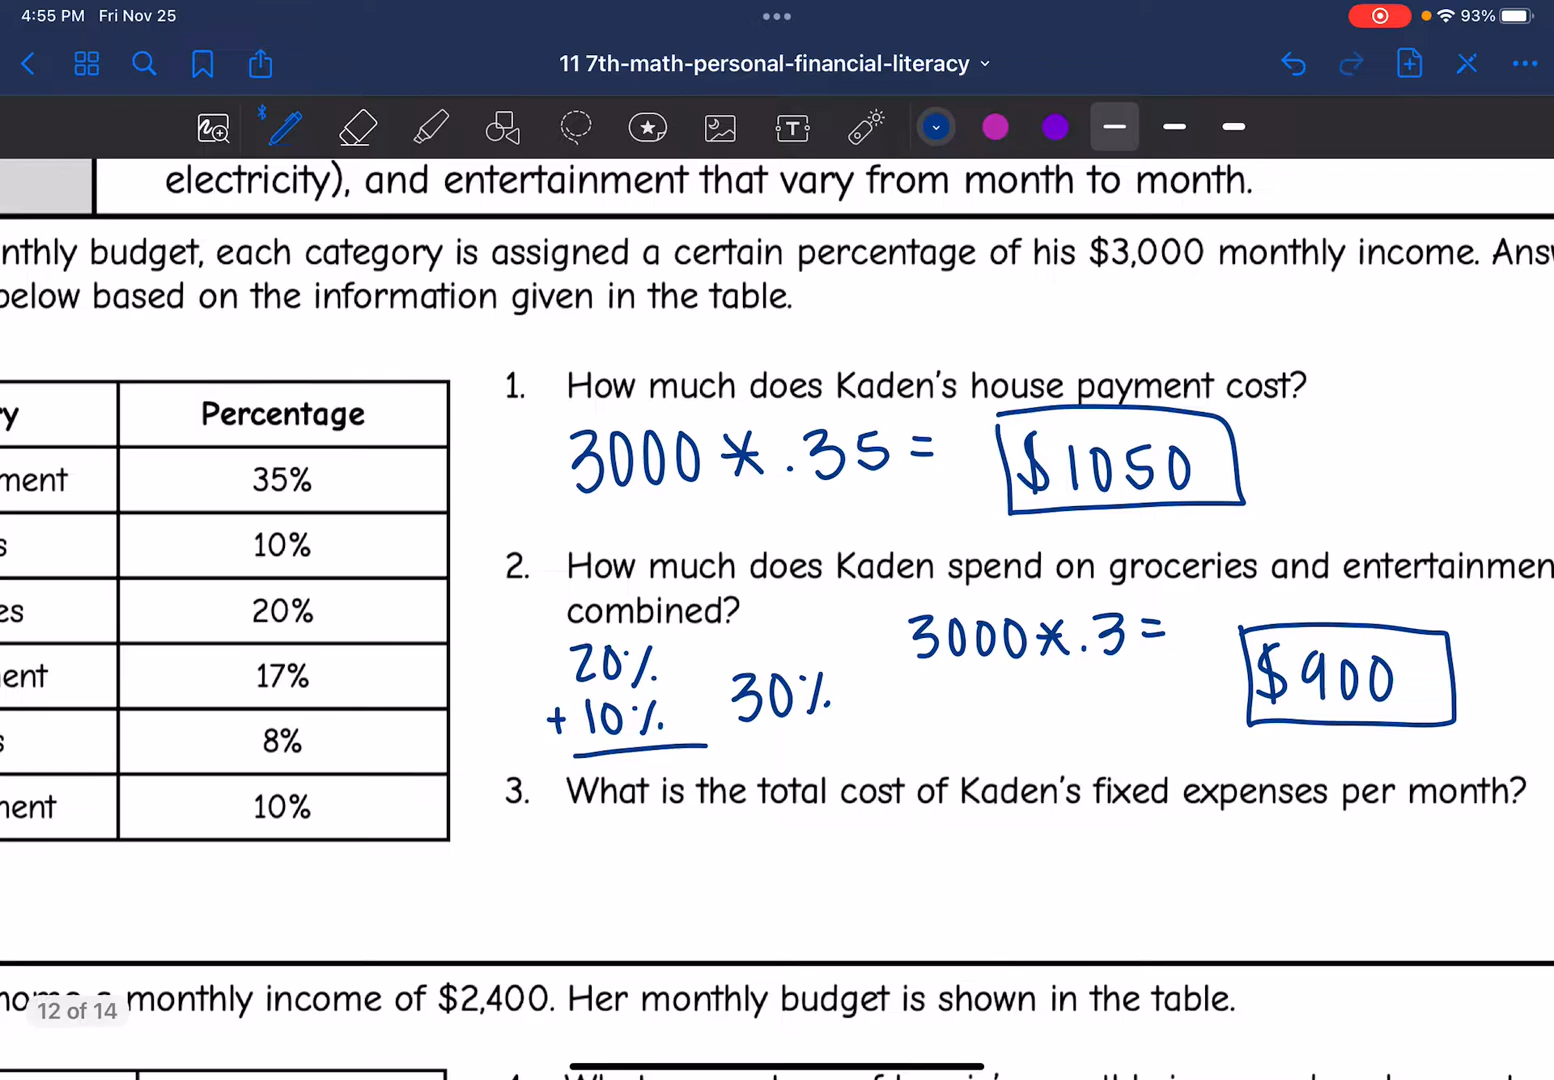 4:55 PM Fri Nov 25
93%
11 7th-math-personal-financial-literacy
T
electricity), and entertainment that vary from month to month.
nthly budget, each category is assigned a certain percentage of his $3,000 monthly income. Ans
below based on the information given in the table.
y Percentage
ment 35%
s 10%
es 20%
ent 17%
s 8%
ment 10%
1. How much does Kaden's house payment cost?
3000 * .35 = $1050
2. How much does Kaden spend on groceries and entertainmen
combined?
3000 * .3 =
$900
20%
+ 10%
30%
3. What is the total cost of Kaden's fixed expenses per month?
monthly income of $2,400. Her monthly budget is shown in the table.
12 of 14